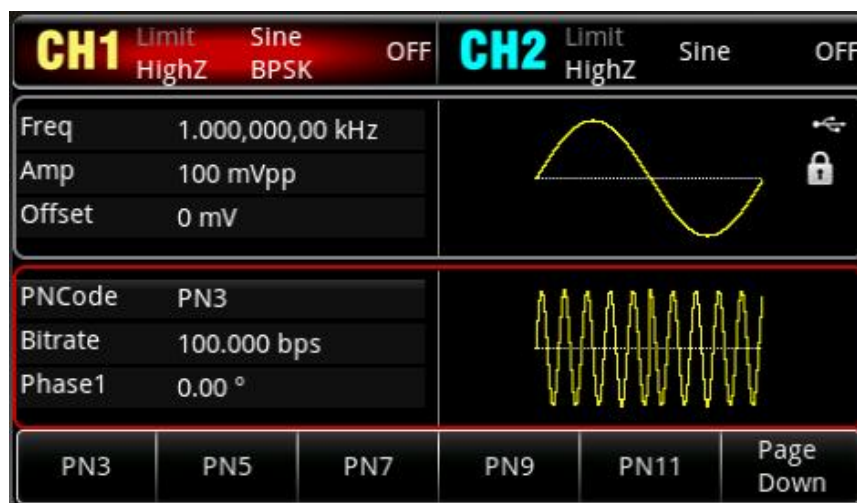 CH1 Limit Sine OFF CH2 Limit Sine OFF
HighZ BPSK HighZ
Freq 1.000,000,00 kHz
Amp 100 mVpp
Offset 0 mV
PNCode PN3
Bitrate 100.000 bps
Phase1 0.00 °
PN3 PN5 PN7 PN9 PN11 Page Down